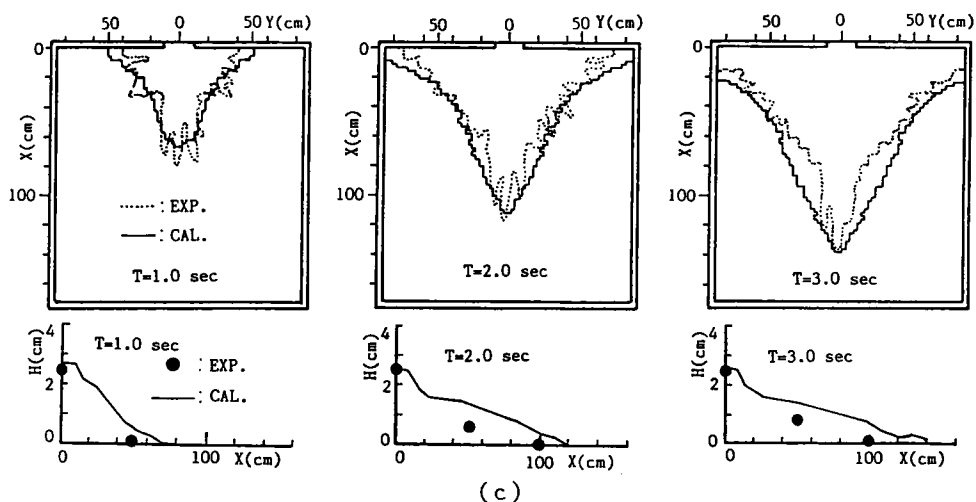 50 0 50 Y(cm)
50 0 50 Y(cm)
50 0 50 Y(cm)
0
X(cm)
100
·······: EXP.
——: CAL.
T=1.0 sec
0
X(cm)
100
T=2.0 sec
0
X(cm)
100
T=3.0 sec
4
H(cm)
2
0
T=1.0 sec
●: EXP.
——: CAL.
0 100 X(cm)
4
H(cm)
2
0
T=2.0 sec
0 100 X(cm)
4
H(cm)
2
0
T=3.0 sec
0 100 X(cm)
(c)